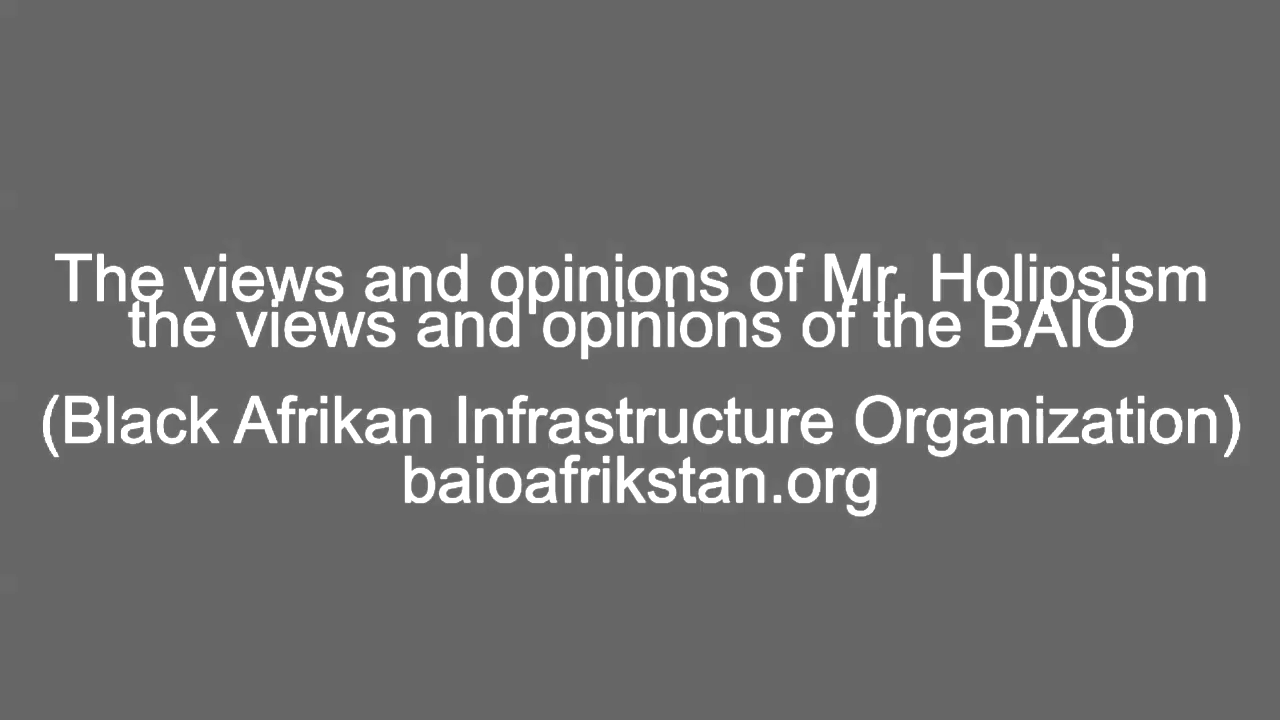 The views and opinions of Mr. Holipsism
the views and opinions of the BAIO
(Black Afrikan Infrastructure Organization)
baioafrikstan.org